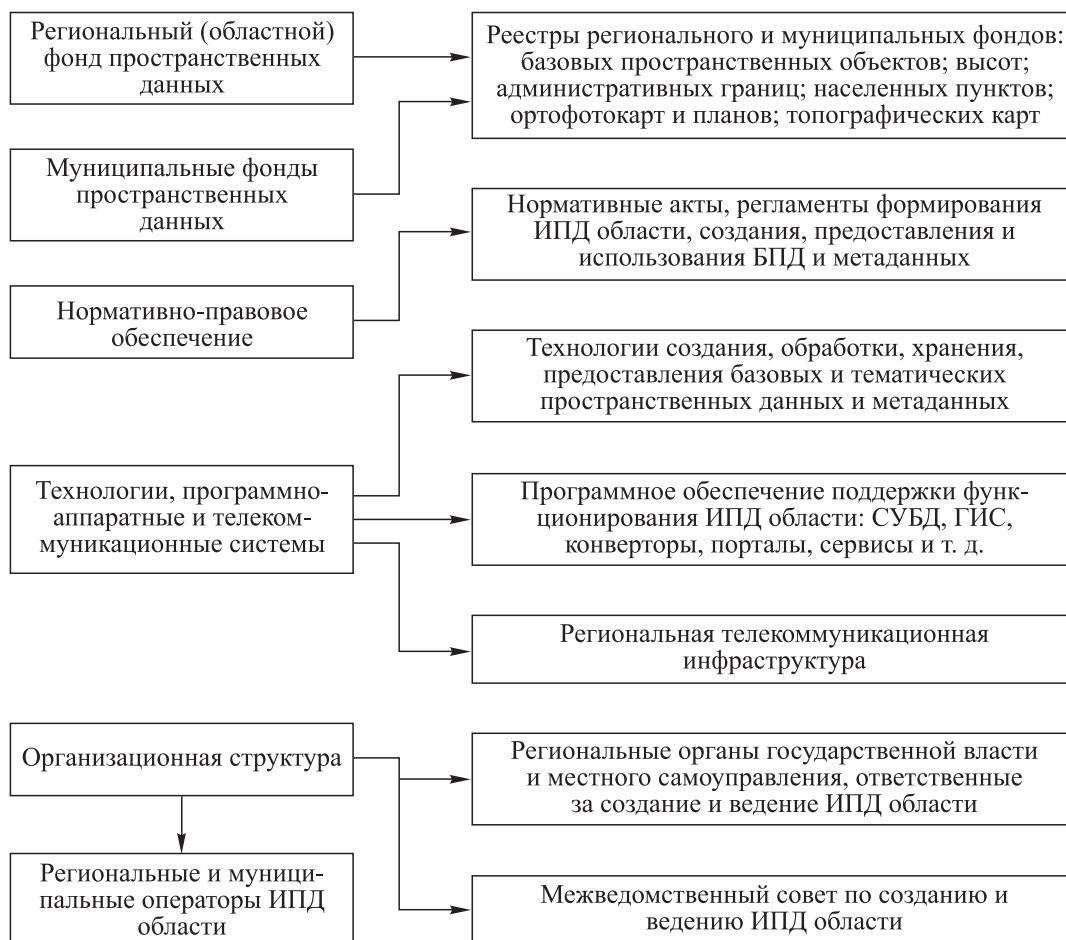 Региональный (областной)
фонд пространственных
данных
Реестры регионального и муниципальных фондов:
базовых пространственных объектов; высот;
административных границ; населенных пунктов;
ортофотокарт и планов; топографических карт
Муниципальные фонды
пространственных
данных
Нормативные акты, регламенты формирования
ИПД области, создания, предоставления и
использования БПД и метаданных
Нормативно-правовое
обеспечение
Технологии создания, обработки, хранения,
предоставления базовых и тематических
пространственных данных и метаданных
Технологии, программно-
аппаратные и телеком-
муникационные системы
Программное обеспечение поддержки функ-
ционирования ИПД области: СУБД, ГИС,
конверторы, порталы, сервисы и т. д.
Региональная телекоммуникационная
инфраструктура
Организационная структура
Региональные органы государственной власти
и местного самоуправления, ответственные
за создание и ведение ИПД области
Региональные и муници-
пальные операторы ИПД
области
Межведомственный совет по созданию и
ведению ИПД области